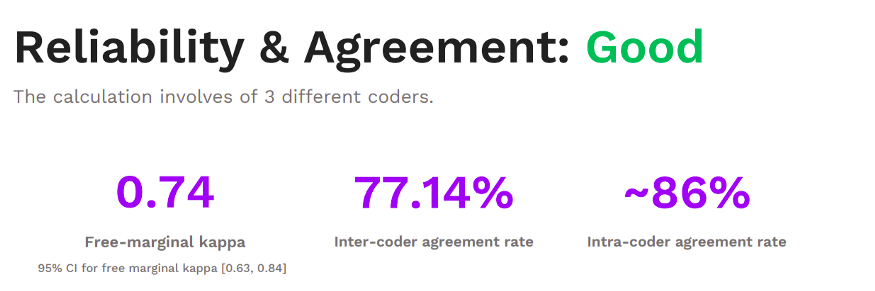 Reliability & Agreement: Good
The calculation involves of 3 different coders.
0.74
77.14%
~86%
Free-marginal kappa
Inter-coder agreement rate
Intra-coder agreement rate
95% CI for free marginal kappa [0.63, 0.84]